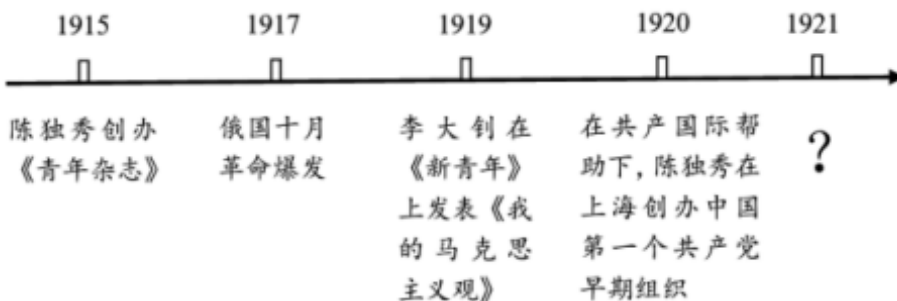 1915 1917 1919 1920 1921
陈独秀创办
《青年杂志》
俄国十月
革命爆发
李大钊在
《新青年》
上发表《我
的马克思
主义观》
在共产国际帮
助下，陈独秀在
上海创办中国
第一个共产党
早期组织
?